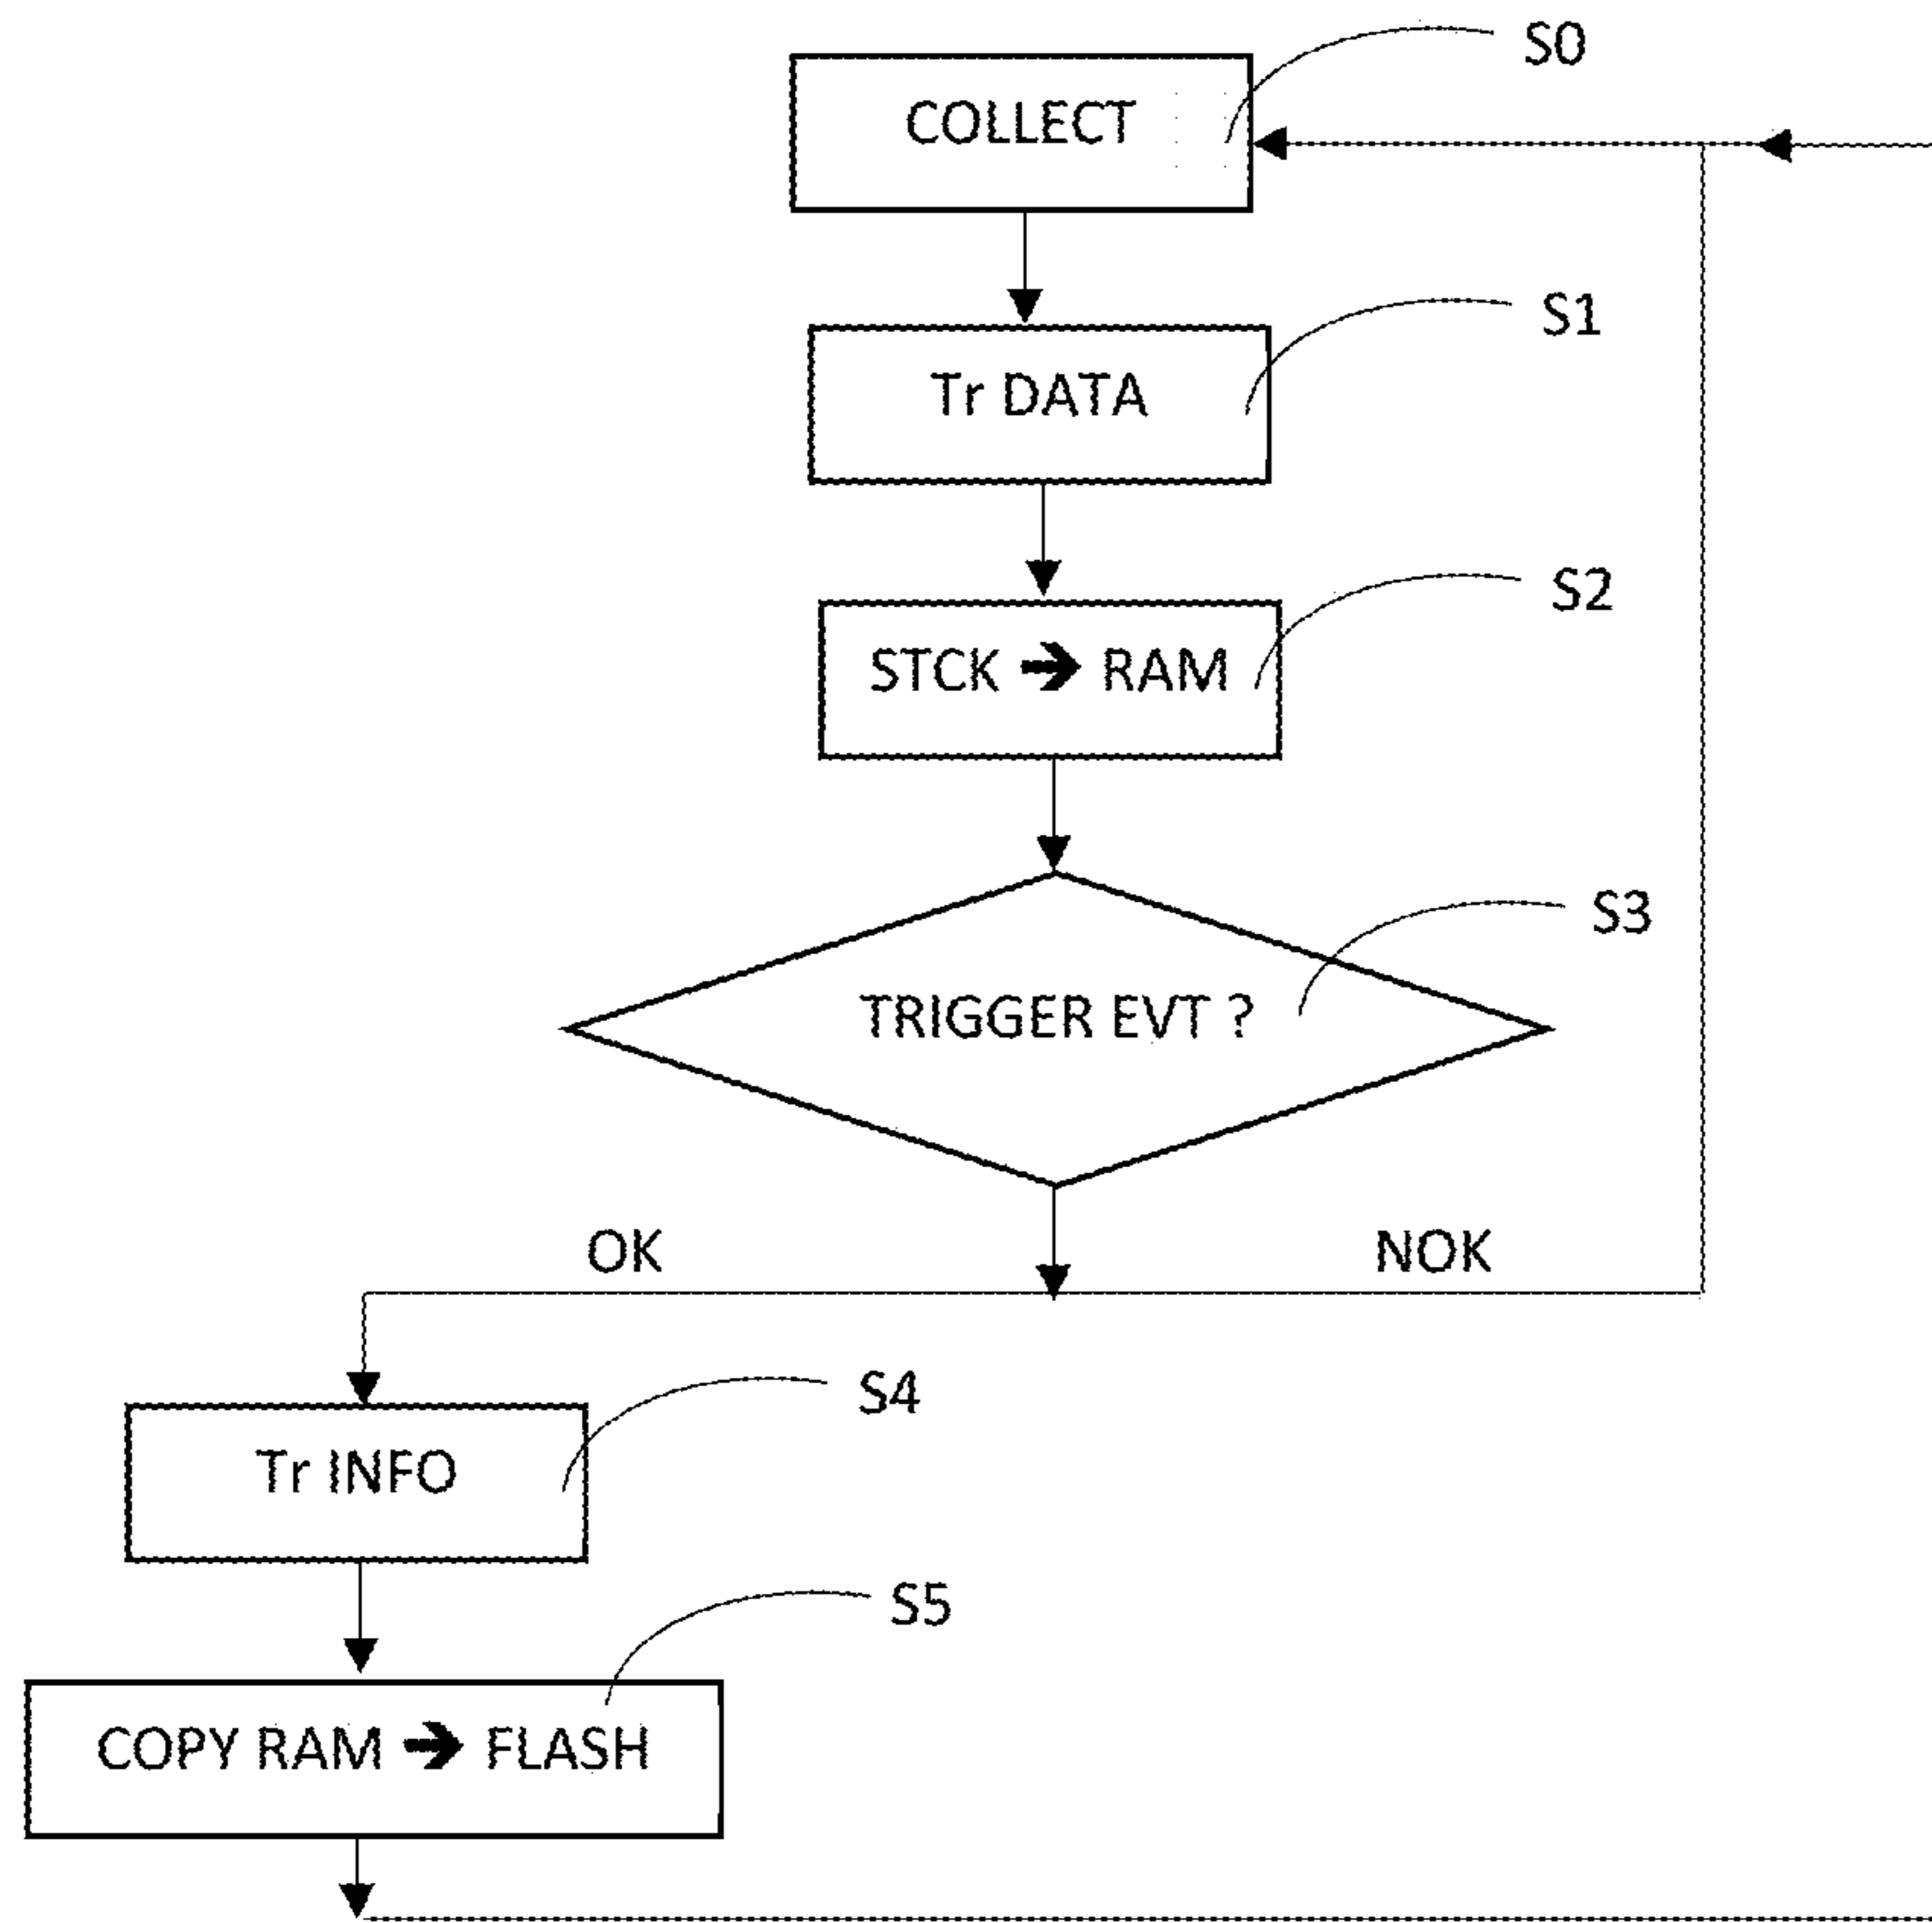 S0
COLLECT
S1
Tr DATA
S2
STCK ➔ RAM
S3
TRIGGER EVT ?
OK
NOK
S4
Tr INFO
S5
COPY RAM ➔ FLASH